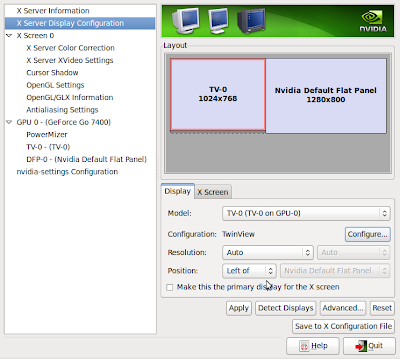 X Server Information
X Server Display Configuration
X Screen 0
X Server Color Correction
X Server XVideo Settings
Cursor Shadow
OpenGL Settings
OpenGL/GLX Information
Antialiasing Settings
GPU 0 - (GeForce Go 7400)
PowerMizer
TV-0 - (TV-0)
DFP-0 - (Nvidia Default Flat Panel)
nvidia-settings Configuration
NVIDIA
Layout
TV-0
1024x768
Nvidia Default Flat Panel
1280x800
Display X Screen
Model: TV-0 (TV-0 on GPU-0)
Configuration: TwinView Configure...
Resolution: Auto Auto
Position: Left of Nvidia Default Flat Panel
Make this the primary display for the X screen
Apply Detect Displays Advanced... Reset
Save to X Configuration File
Help Quit